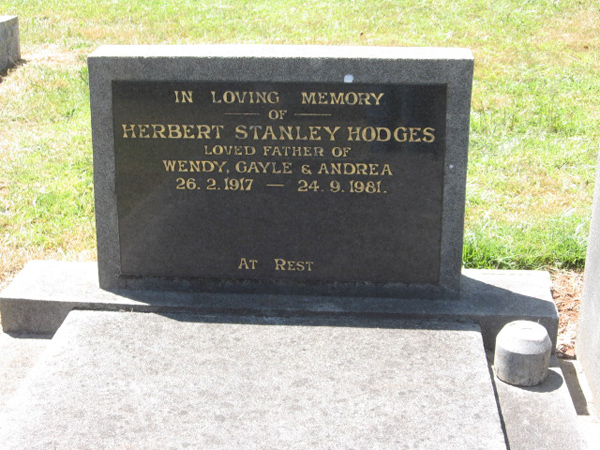 IN LOVING MEMORY
OF
HERBERT STANLEY HODGES
LOVED FATHER OF
WENDY, GAYLE & ANDREA
26. 2. 1917 — 24. 9. 1981.
AT REST